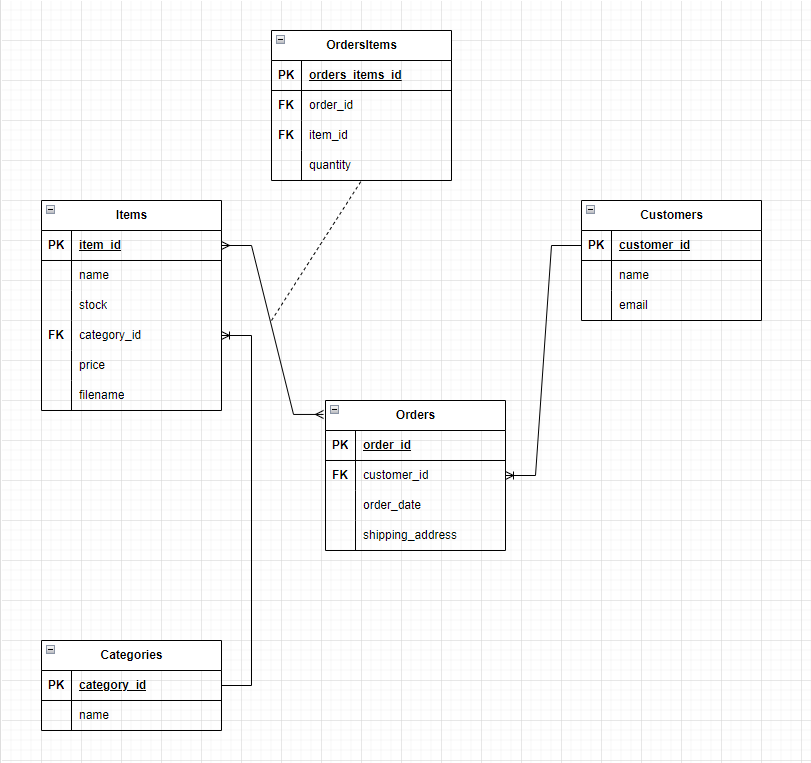 OrdersItems
PK orders_items_id
FK order_id
FK item_id
quantity
Items
PK item_id
name
stock
FK category_id
price
filename
Customers
PK customer_id
name
email
Orders
PK order_id
FK customer_id
order_date
shipping_address
Categories
PK category_id
name